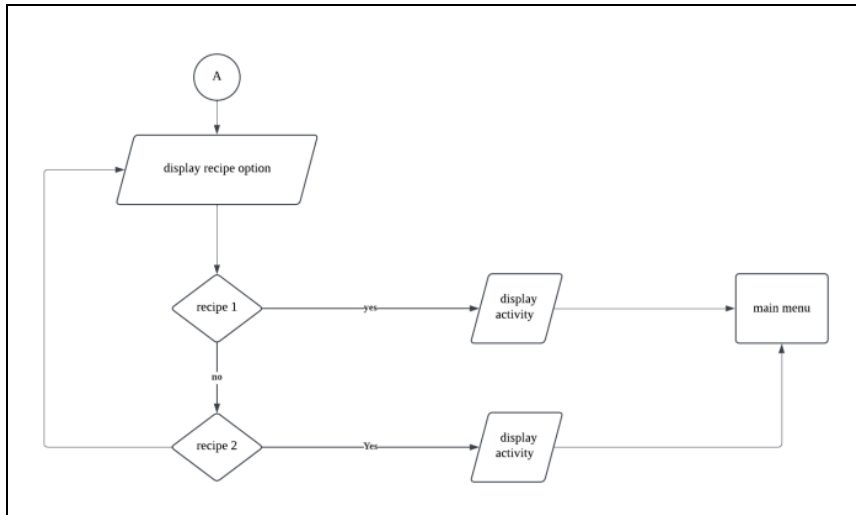 A
display recipe option
recipe 1
yes
display
activity
main menu
no
recipe 2
Yes
display
activity